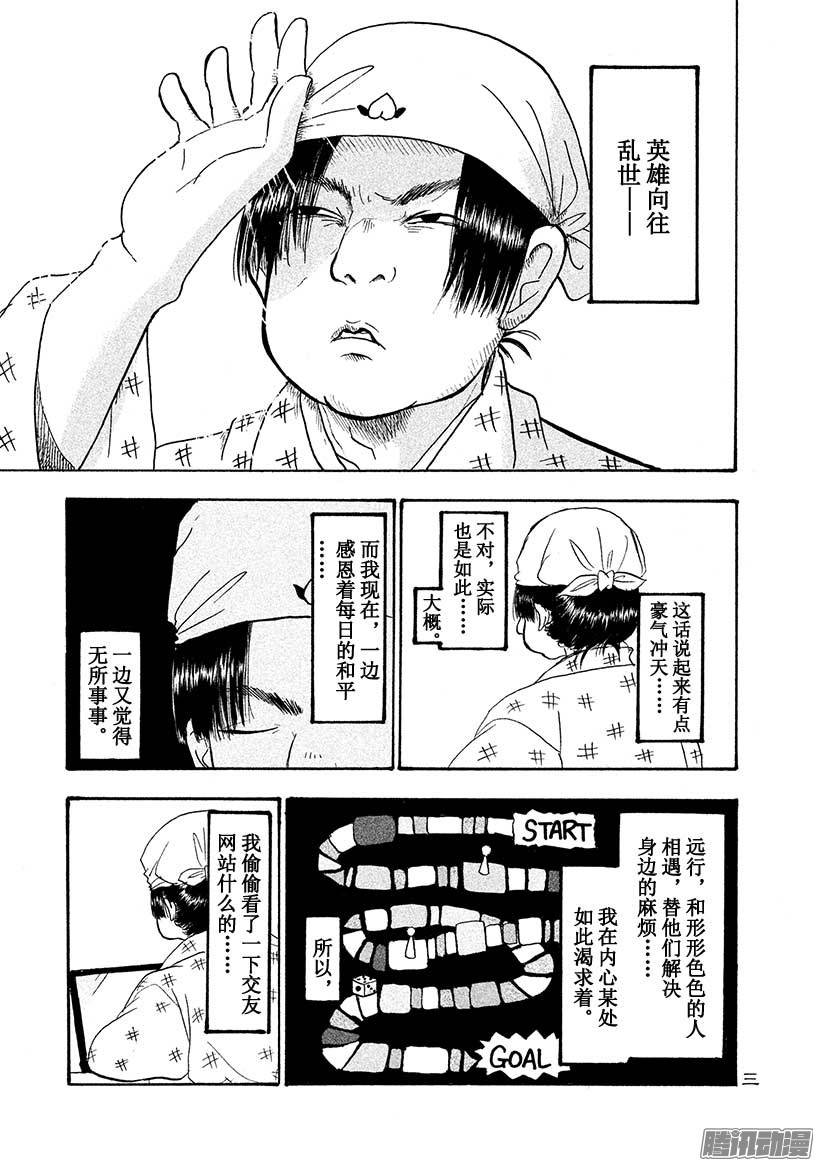 英雄向往
乱世——
这话说起来有点
豪气冲天……
不对，实际
也是如此……
大概。
而我现在，一边
感恩着每日的和平
……
一边又觉得
无所事事。
远行，和形形色色的人
相遇，替他们解决
身边的麻烦
……
我在内心某处
如此渴求着。
START
GOAL
所以，
我偷偷看了一下交友
网站什么的……
三
腾讯动漫